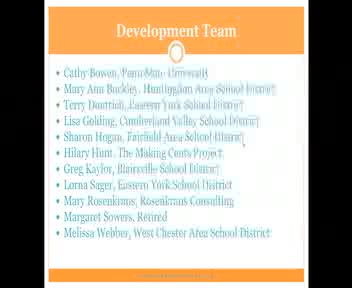 Development Team
Cathy Bowen, Penn State University
Mary Ann Buckley, Huntingdon Area School District
Terry Dustrich, Eastern York School District
Lisa Golding, Cumberland Valley School District
Sharon Hogan, Fairfield Area School District
Hilary Hunt, The Making Cents Project
Greg Kaylor, Blairsville School District
Lorna Sager, Eastern York School District
Mary Rosenkrans, Rosenkrans Consulting
Margaret Sowers, Retired
Melissa Webber, West Chester Area School District